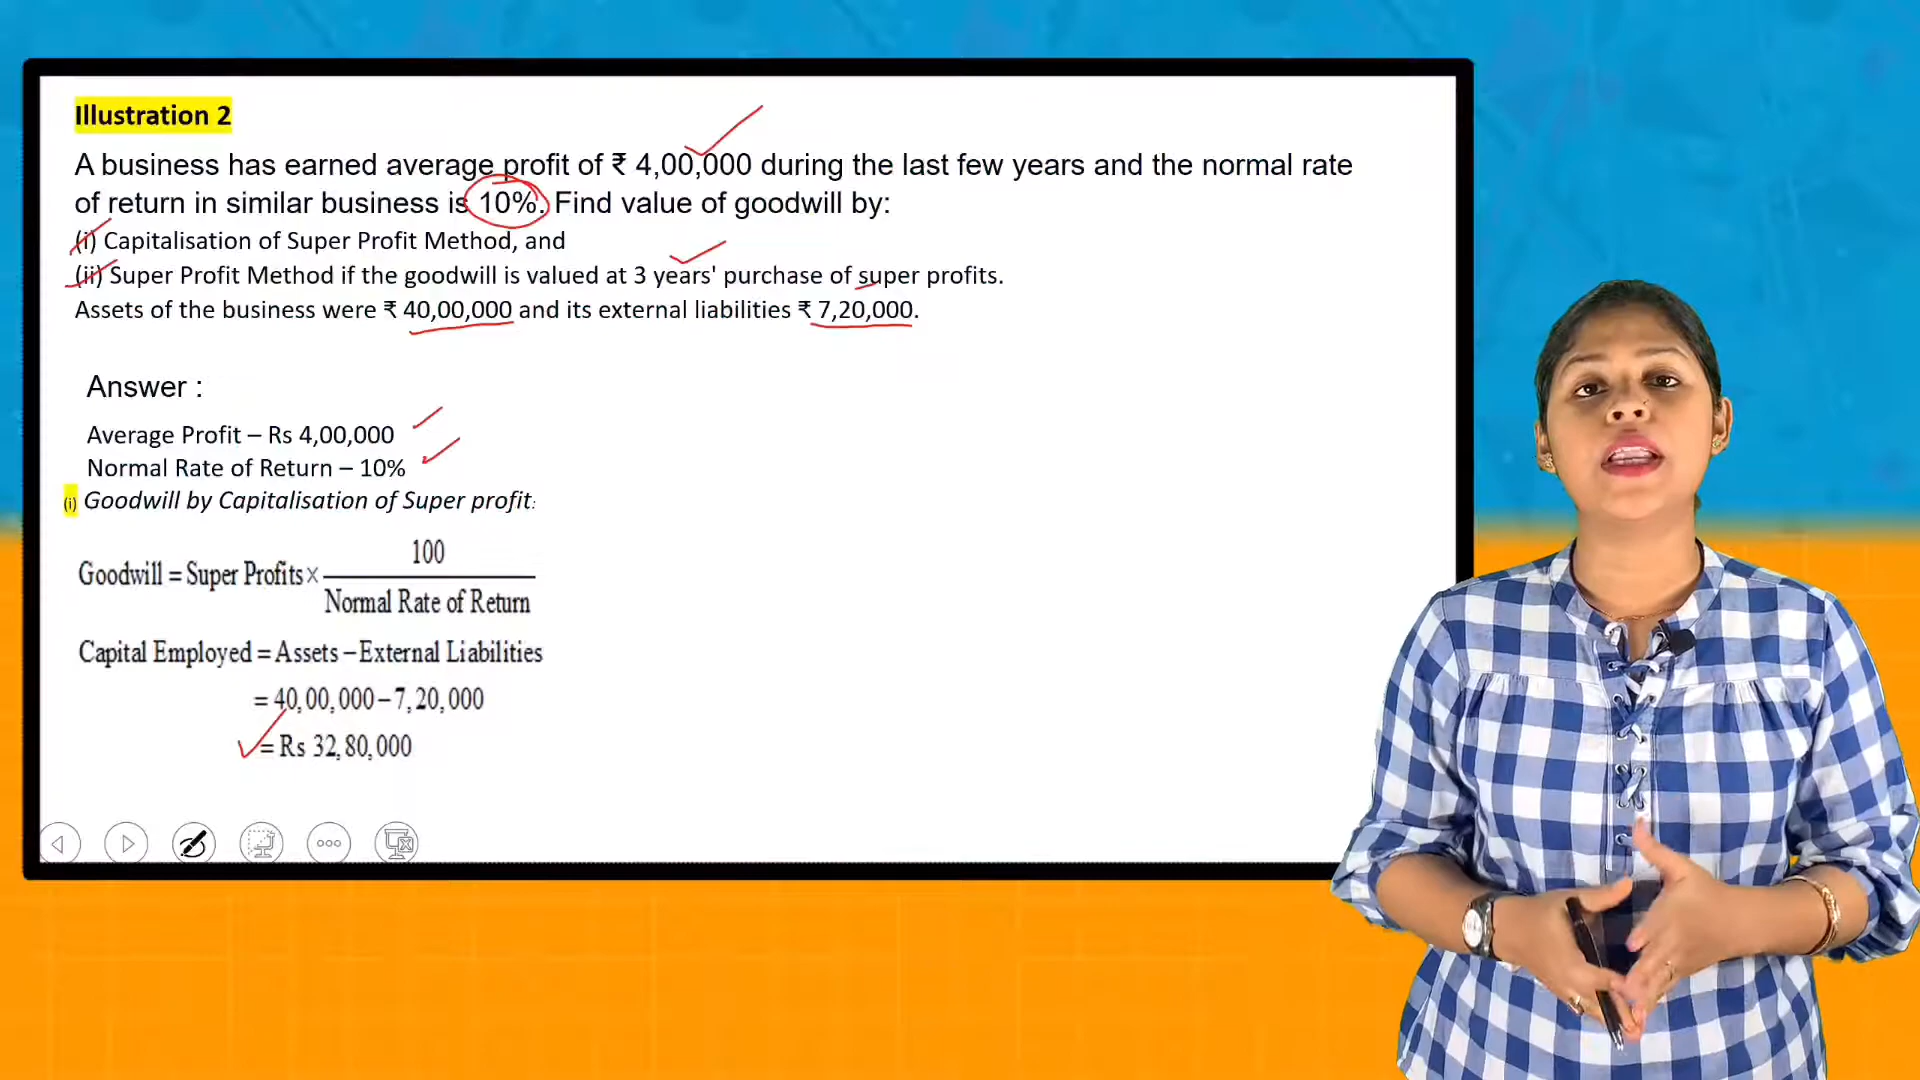 Illustration 2
A business has earned average profit of ₹ 4,00,000 during the last few years and the normal rate
of return in similar business is 10%. Find value of goodwill by:
(i) Capitalisation of Super Profit Method, and
(ii) Super Profit Method if the goodwill is valued at 3 years' purchase of super profits.
Assets of the business were ₹ 40,00,000 and its external liabilities ₹ 7,20,000.
Answer :
Average Profit – Rs 4,00,000
Normal Rate of Return – 10%
(i) Goodwill by Capitalisation of Super profit:
Goodwill = Super Profits × 100 / Normal Rate of Return
Capital Employed = Assets – External Liabilities
= 40,00,000 – 7,20,000
= Rs 32,80,000